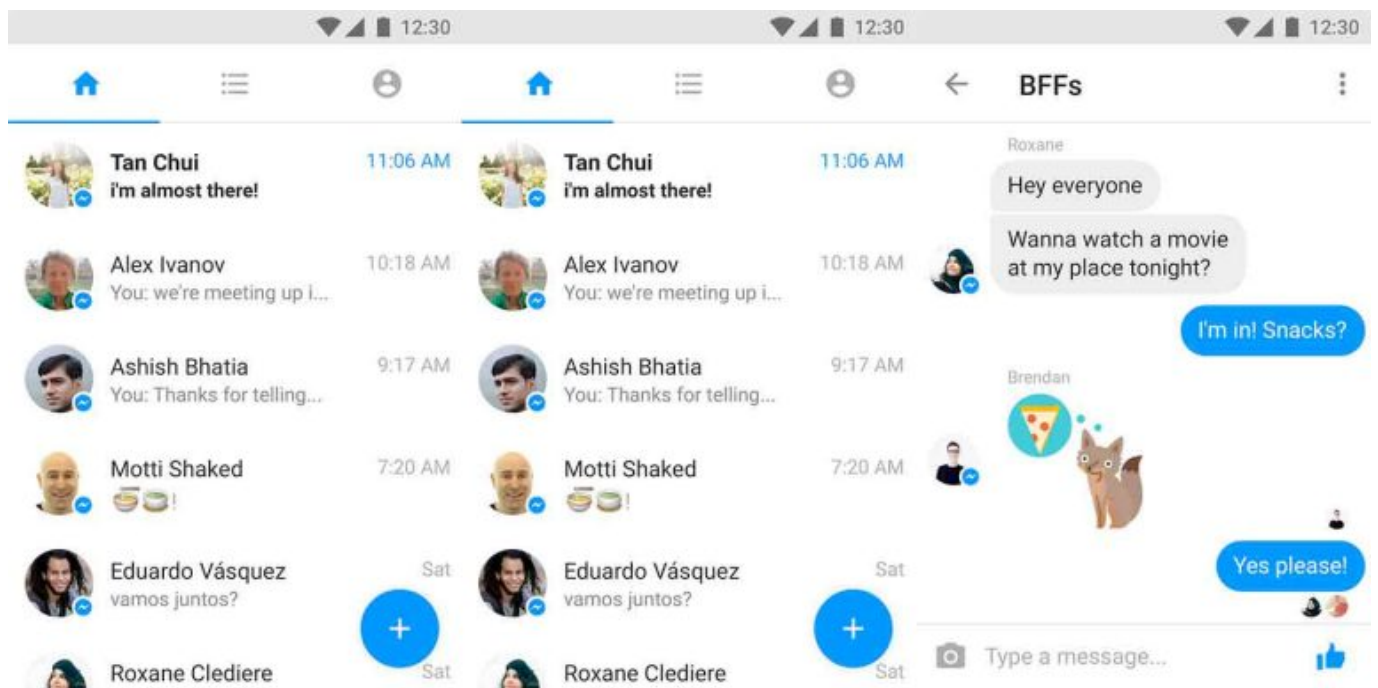 12:30
Tan Chui
11:06 AM
i'm almost there!
Alex Ivanov
10:18 AM
You: we're meeting up i...
Ashish Bhatia
9:17 AM
You: Thanks for telling...
Motti Shaked
7:20 AM
!
Eduardo Vásquez
Sat
vamos juntos?
+
Roxane Clediere
Sat
12:30
Tan Chui
11:06 AM
i'm almost there!
Alex Ivanov
10:18 AM
You: we're meeting up i...
Ashish Bhatia
9:17 AM
You: Thanks for telling...
Motti Shaked
7:20 AM
!
Eduardo Vásquez
Sat
vamos juntos?
+
Roxane Clediere
Sat
12:30
BFFs
Roxane
Hey everyone
Wanna watch a movie
at my place tonight?
I'm in! Snacks?
Brendan
Yes please!
Type a message...